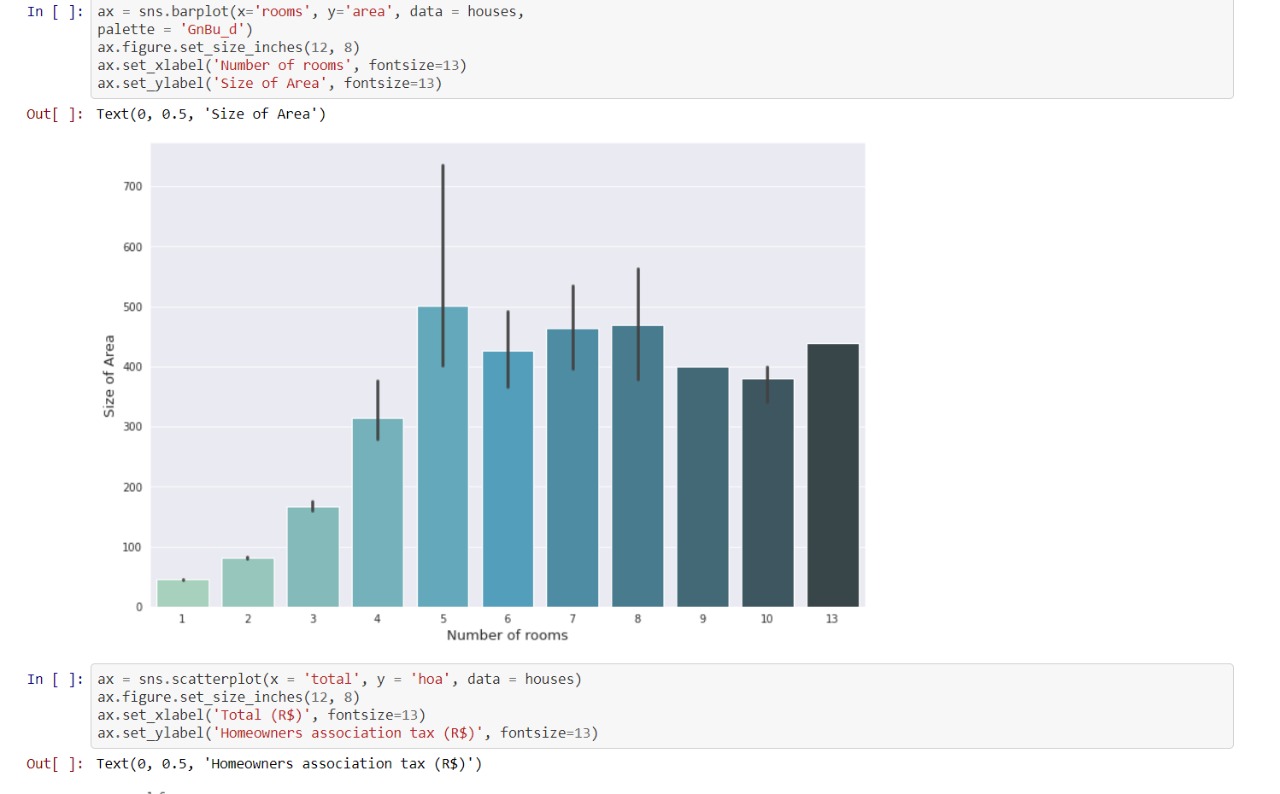 In [ ]: ax = sns.barplot(x='rooms', y='area', data = houses,
palette = 'GnBu_d')
ax.figure.set_size_inches(12, 8)
ax.set_xlabel('Number of rooms', fontsize=13)
ax.set_ylabel('Size of Area', fontsize=13)
Out[ ]: Text(0, 0.5, 'Size of Area')
700
600
500
400
300
200
100
0
Size of Area
1 2 3 4 5 6 7 8 9 10 13
Number of rooms
In [ ]: ax = sns.scatterplot(x = 'total', y = 'hoa', data = houses)
ax.figure.set_size_inches(12, 8)
ax.set_xlabel('Total (R$)', fontsize=13)
ax.set_ylabel('Homeowners association tax (R$)', fontsize=13)
Out[ ]: Text(0, 0.5, 'Homeowners association tax (R$)')